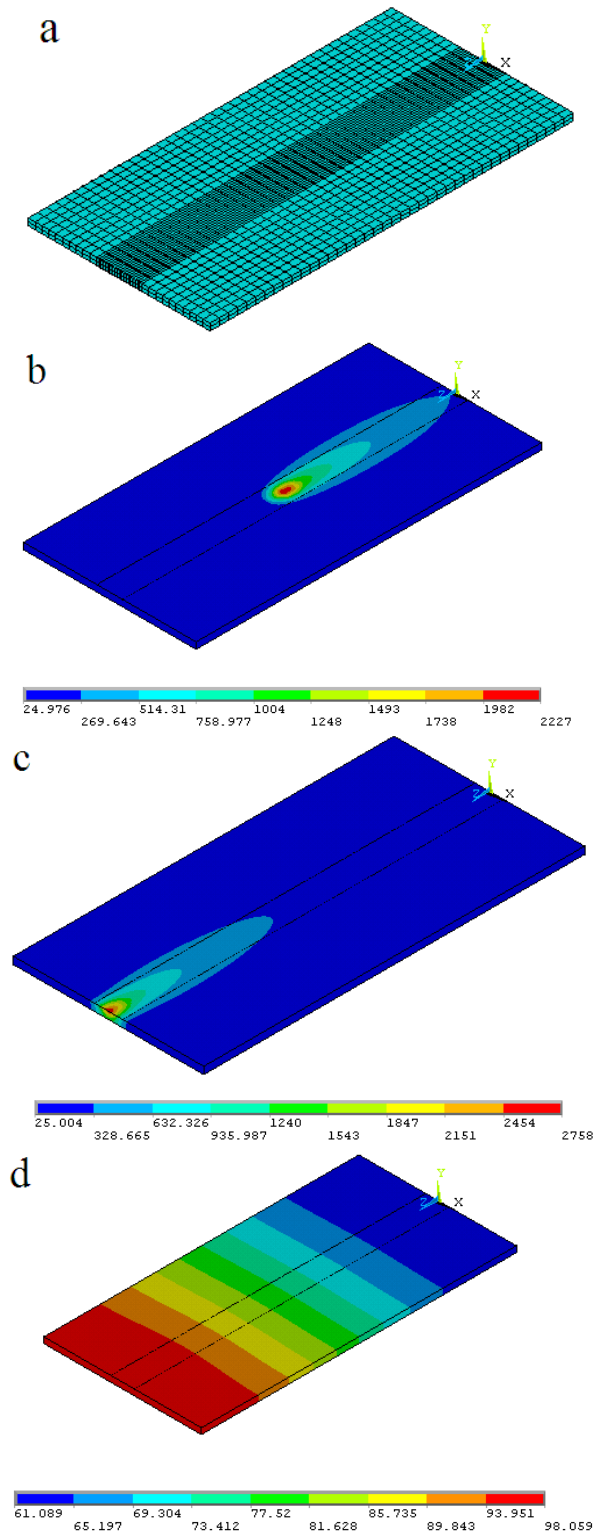 a
Y
Z X
b
Y
Z X
24.976 514.31 1004 1493 1982
269.643 758.977 1248 1738 2227
c
Y
Z X
25.004 632.326 1240 1847 2454
328.665 935.987 1543 2151 2758
d
Y
Z X
61.089 69.304 77.52 85.735 93.951
65.197 73.412 81.628 89.843 98.059